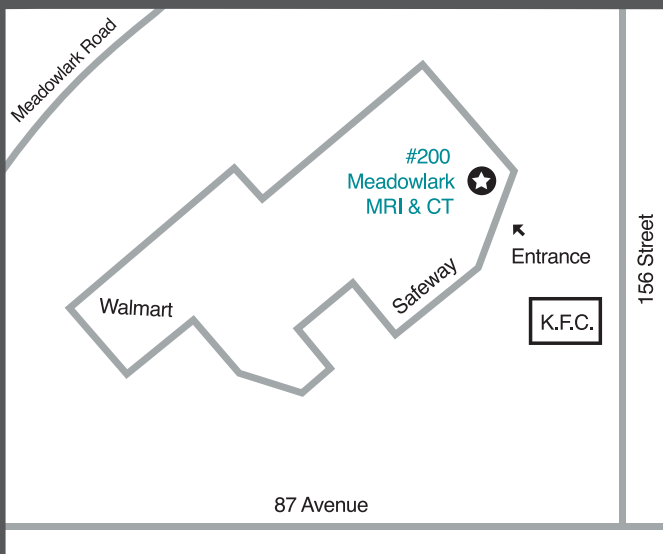 Meadowlark Road
#200
Meadowlark
MRI & CT
Entrance
156 Street
Safeway
Walmart
K.F.C.
87 Avenue